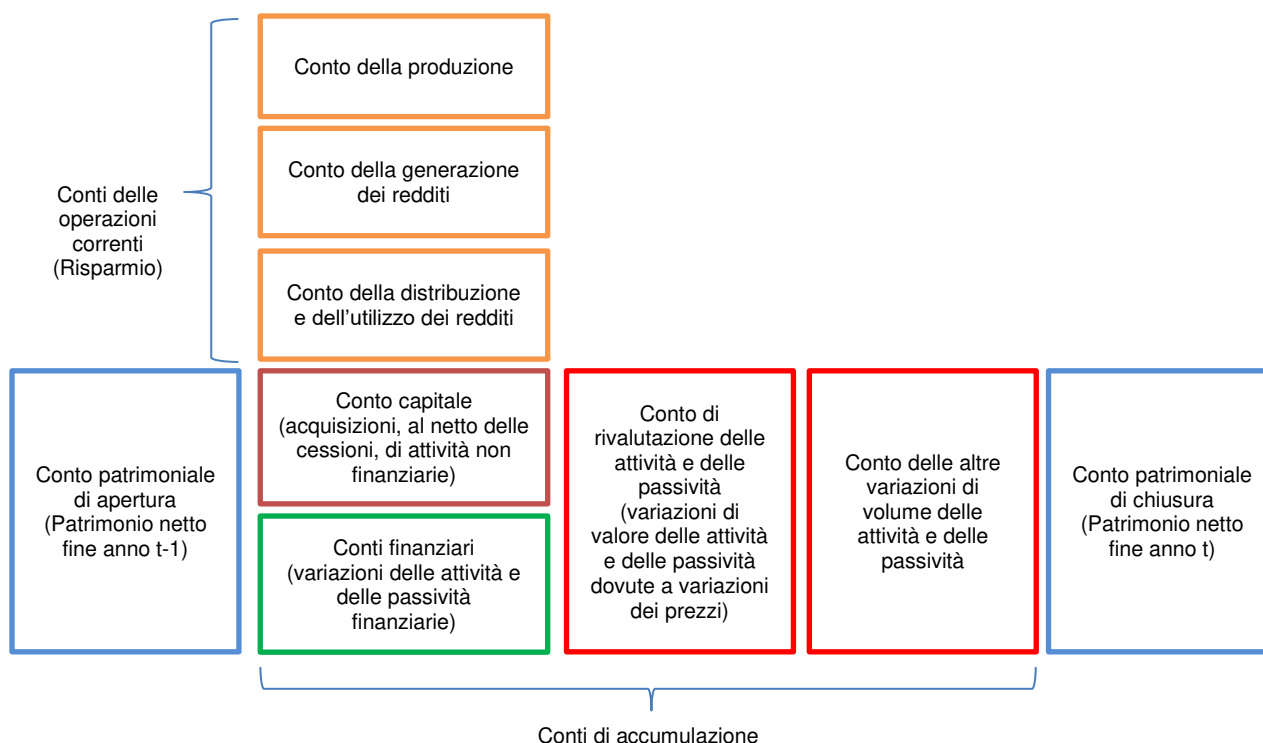 Conto della produzione
Conto della generazione
dei redditi
Conti delle
operazioni
correnti
(Risparmio)
Conto della distribuzione
e dell’utilizzo dei redditi
Conto patrimoniale
di apertura
(Patrimonio netto
fine anno t-1)
Conto capitale
(acquisizioni, al netto delle
cessioni, di attività non
finanziarie)
Conti finanziari
(variazioni delle attività e
delle passività
finanziarie)
Conto di
rivalutazione delle
attività e delle
passività
(variazioni di
valore delle attività
e delle passività
dovute a variazioni
dei prezzi)
Conto delle altre
variazioni di
volume delle
attività e delle
passività
Conto patrimoniale
di chiusura
(Patrimonio netto
fine anno t)
Conti di accumulazione